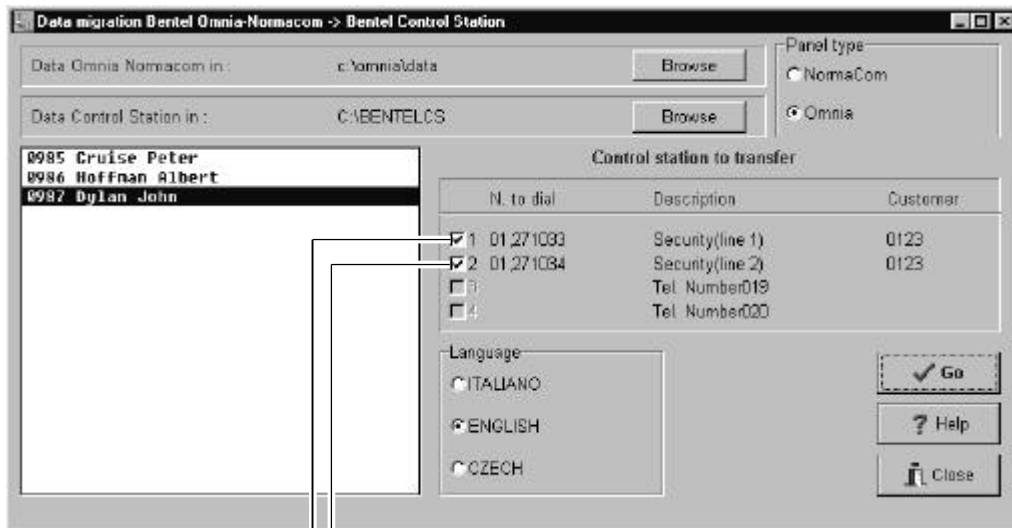 Data migration Bentel Omnia-Normacom -> Bentel Control Station
Data Omnia Normacom in : c:\omnia\data Browse
Data Control Station in : C:\BENTELCS Browse
Panel type
NormaCom
Omnia
0985 Cruise Peter
0986 Hoffman Albert
0987 Dylan John
Control station to transfer
N. to dial Description Customer
1 01,271033 Security(line 1) 0123
2 01,271034 Security(line 2) 0123
3 Tel. Number019
4 Tel. Number020
Language
ITALIANO
ENGLISH
CZECH
Go
? Help
Close